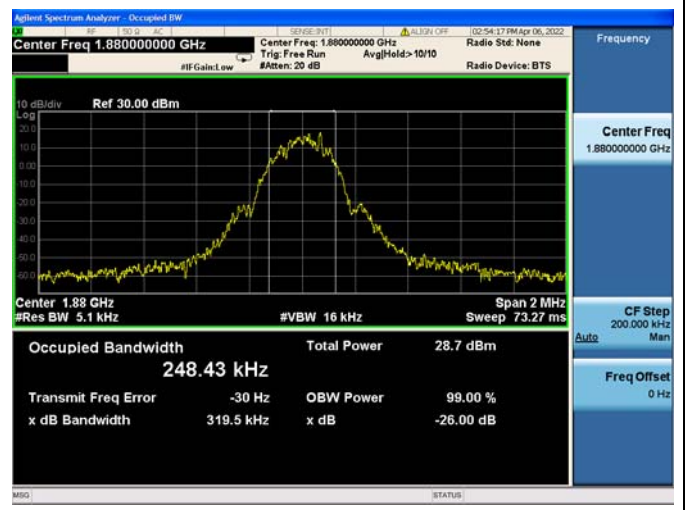 Agilent Spectrum Analyzer - Occupied BW
RF 50 Ω AC SENSE:INT ALIGN OFF 02:54:17 PM Apr 06, 2022
Center Freq 1.880000000 GHz
Center Freq: 1.880000000 GHz
Radio Std: None
Trig: Free Run Avg|Hold:> 10/10
#IFGain:Low #Atten: 20 dB Radio Device: BTS
Frequency
10 dB/div Ref 30.00 dBm
Log
20.0
10.0
0.00
-10.0
-20.0
-30.0
-40.0
-50.0
-60.0
Center 1.88 GHz Span 2 MHz
#Res BW 5.1 kHz #VBW 16 kHz Sweep 73.27 ms
Occupied Bandwidth Total Power 28.7 dBm
248.43 kHz
Transmit Freq Error -30 Hz OBW Power 99.00 %
x dB Bandwidth 319.5 kHz x dB -26.00 dB
Center Freq
1.880000000 GHz
CF Step
200.000 kHz
Auto Man
Freq Offset
0 Hz
MSG STATUS